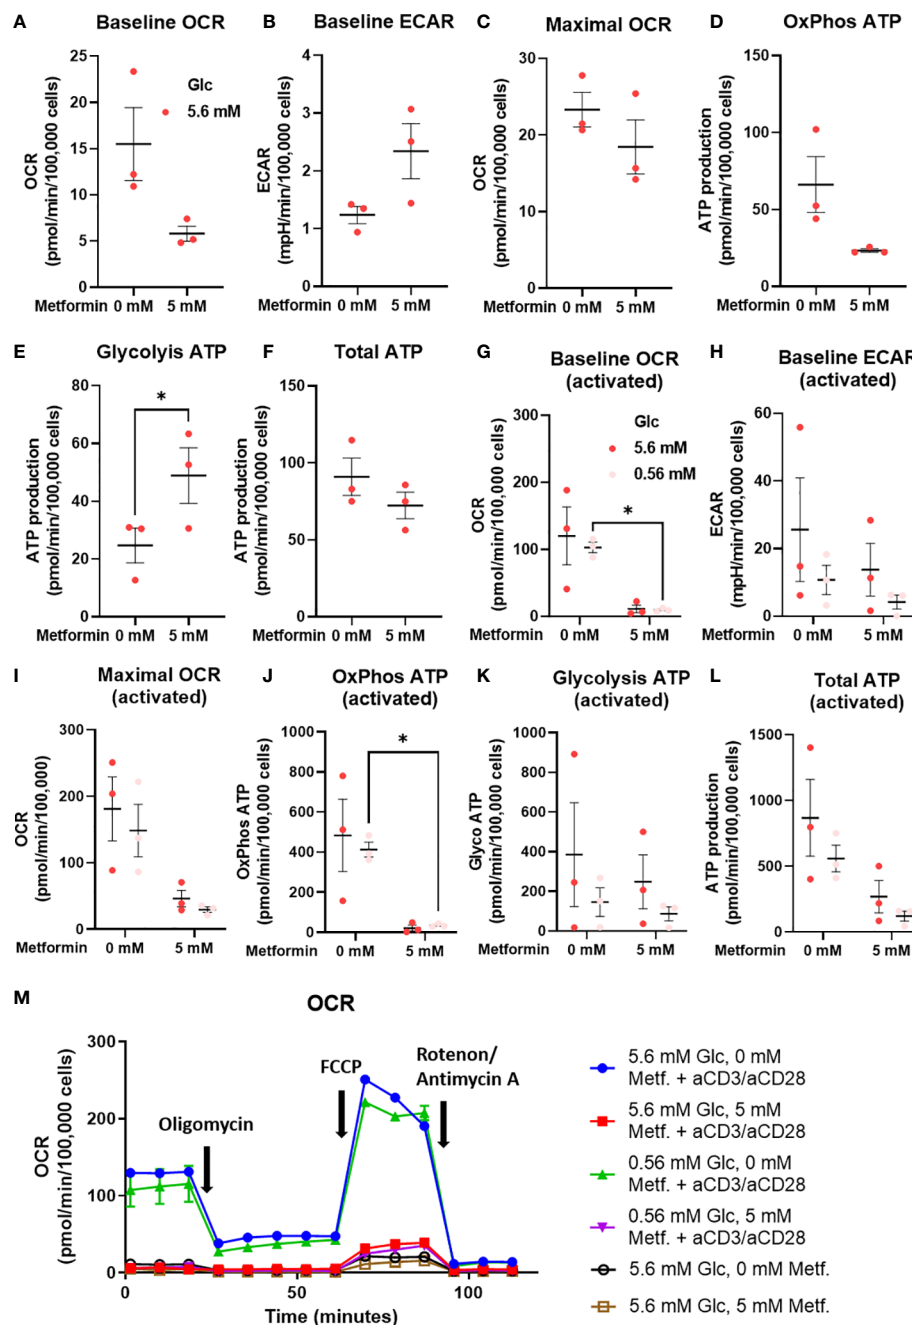 A
Baseline OCR
OCR
(pmol/min/100,000 cells)
25
20
15
10
5
0
Glc
5.6 mM
Metformin 0 mM 5 mM
B
Baseline ECAR
ECAR
(mpH/min/100,000 cells)
4
3
2
1
0
0 mM 5 mM
C
Maximal OCR
OCR
(pmol/min/100,000 cells)
30
20
10
0
Metformin 0 mM 5 mM
D
OxPhos ATP
ATP production
(pmol/min/100,000 cells)
150
100
50
0
Metformin 0 mM 5 mM
E
Glycolyis ATP
ATP production
(pmol/min/100,000 cells)
100
80
60
40
20
0
*
Metformin 0 mM 5 mM
F
Total ATP
ATP production
(pmol/min/100,000 cells)
150
100
50
0
Metformin 0 mM 5 mM
G
Baseline OCR
(activated)
OCR
(pmol/min/100,000 cells)
300
200
100
0
Glc
5.6 mM
0.56 mM
*
Metformin 0 mM 5 mM
H
Baseline ECAR
(activated)
ECAR
(mpH/min/100,000 cells)
60
40
20
0
Metformin 0 mM 5 mM
I
Maximal OCR
(activated)
OCR
(pmol/min/100,000)
300
200
100
0
Metformin 0 mM 5 mM
J
OxPhos ATP
(activated)
OxPhos ATP
(pmol/min/100,000 cells)
1000
800
600
400
200
0
*
Metformin 0 mM 5 mM
K
Glycolysis ATP
(activated)
Glyco ATP
(pmol/min/100,000 cells)
1000
800
600
400
200
0
Metformin 0 mM 5 mM
L
Total ATP
(activated)
ATP production
(pmol/min/100,000 cells)
1500
1000
500
0
Metformin 0 mM 5 mM
M
OCR
OCR
(pmol/min/100,000 cells)
300
200
100
0
0 50 100
Time (minutes)
Oligomycin
FCCP
Rotenon/
Antimycin A
5.6 mM Glc, 0 mM
Metf. + aCD3/aCD28
5.6 mM Glc, 5 mM
Metf. + aCD3/aCD28
0.56 mM Glc, 0 mM
Metf. + aCD3/aCD28
0.56 mM Glc, 5 mM
Metf. + aCD3/aCD28
5.6 mM Glc, 0 mM Metf.
5.6 mM Glc, 5 mM Metf.